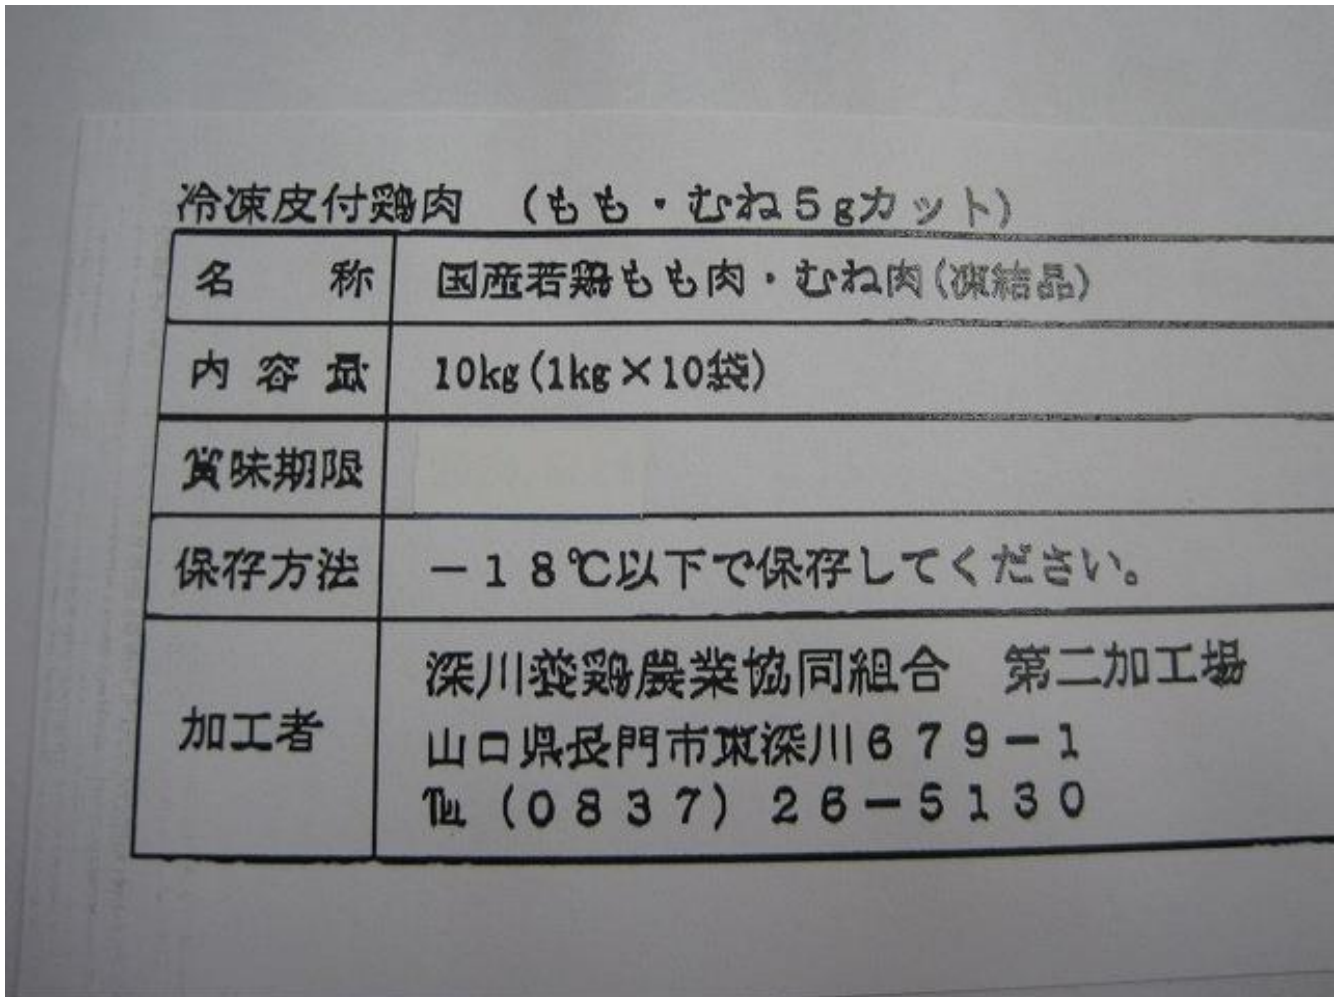 冷凍皮付鶏肉　(もも・むね5gカット)
名　称　国産若鶏もも肉・むね肉(凍結品)
内容量　10kg(1kg×10袋)
賞味期限
保存方法　－18℃以下で保存してください。
加工者　深川養鶏農業協同組合　第二加工場
山口県長門市東深川679－1
℡(0837)26－5130